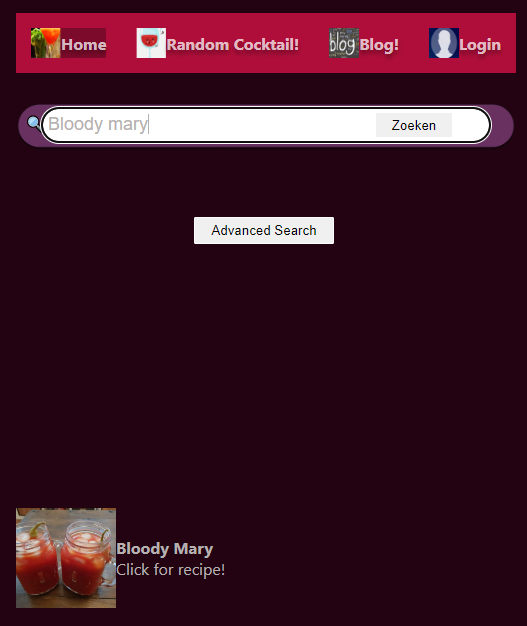 Home Random Cocktail! blog Blog! Login
Bloody mary Zoeken
Advanced Search
Bloody Mary
Click for recipe!